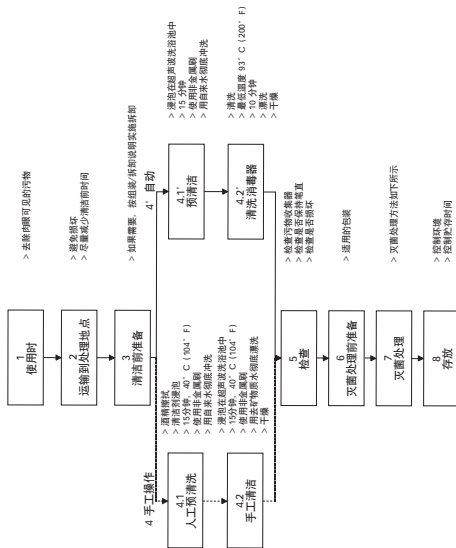 1
使用时
> 去除肉眼可见的污物
2
运输到处理地点
> 避免损坏
> 尽量减少清洁前时间
3
清洁前准备
> 如果需要，按组装/拆卸说明实施拆卸
4 手工操作
4.1
人工预清洗
> 酒精擦拭
> 清洁剂浸泡
> 15分钟，40°C (104°F)
> 使用非金属刷
> 用自来水彻底冲洗
4.2
手工清洁
> 浸泡在超声波洗浴池中
> 15分钟，40°C (104°F)
> 使用非金属刷
> 用去矿物质水彻底漂洗
> 干燥
4' 自动
4.1'
预清洁
> 浸泡在超声波洗浴池中
> 15 分钟
> 使用非金属刷
> 用自来水彻底冲洗
4.2'
清洗消毒器
> 清洗
> 最低温度 93°C (200°F)
> 10 分钟
> 漂洗
> 干燥
5
检查
> 检查污物收集器
> 检查是否保持笔直
> 检查是否损坏
6
灭菌处理前准备
> 适用的包装
7
灭菌处理
> 灭菌处理方法如下所示
8
存放
> 控制环境
> 控制贮存时间